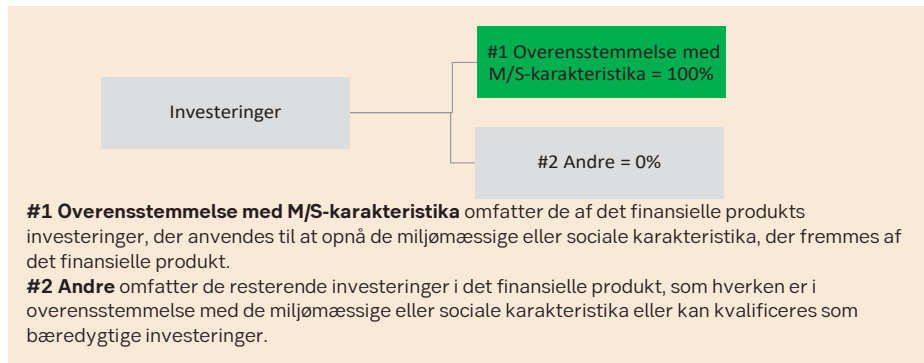 #1 Overensstemmelse med
M/S-karakteristika = 100%
Investeringer
#2 Andre = 0%
#1 Overensstemmelse med M/S-karakteristika omfatter de af det finansielle produkts
investeringer, der anvendes til at opnå de miljømæssige eller sociale karakteristika, der fremmes af
det finansielle produkt.
#2 Andre omfatter de resterende investeringer i det finansielle produkt, som hverken er i
overensstemmelse med de miljømæssige eller sociale karakteristika eller kan kvalificeres som
bæredygtige investeringer.